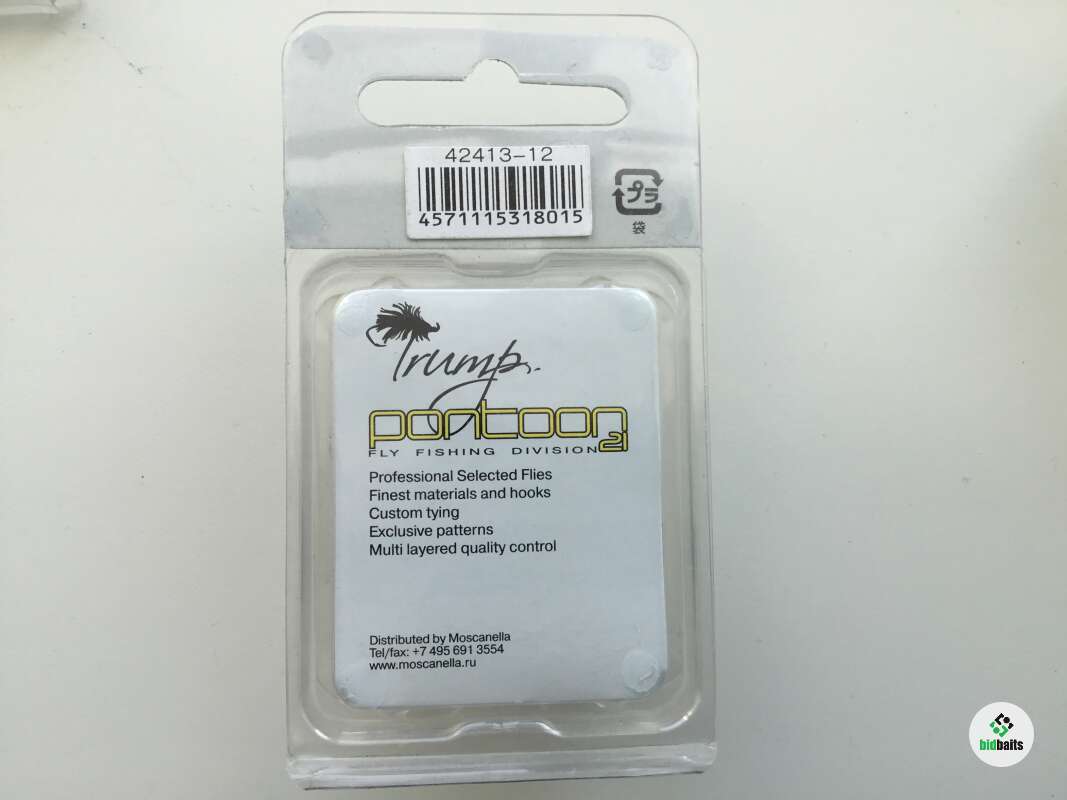 42413-12
4571115318015
プラ
袋
Trump
pontoon21
FLY FISHING DIVISION
Professional Selected Flies
Finest materials and hooks
Custom tying
Exclusive patterns
Multi layered quality control
Distributed by Moscanella
Tel/fax: +7 495 691 3554
www.moscanella.ru
bidbaits